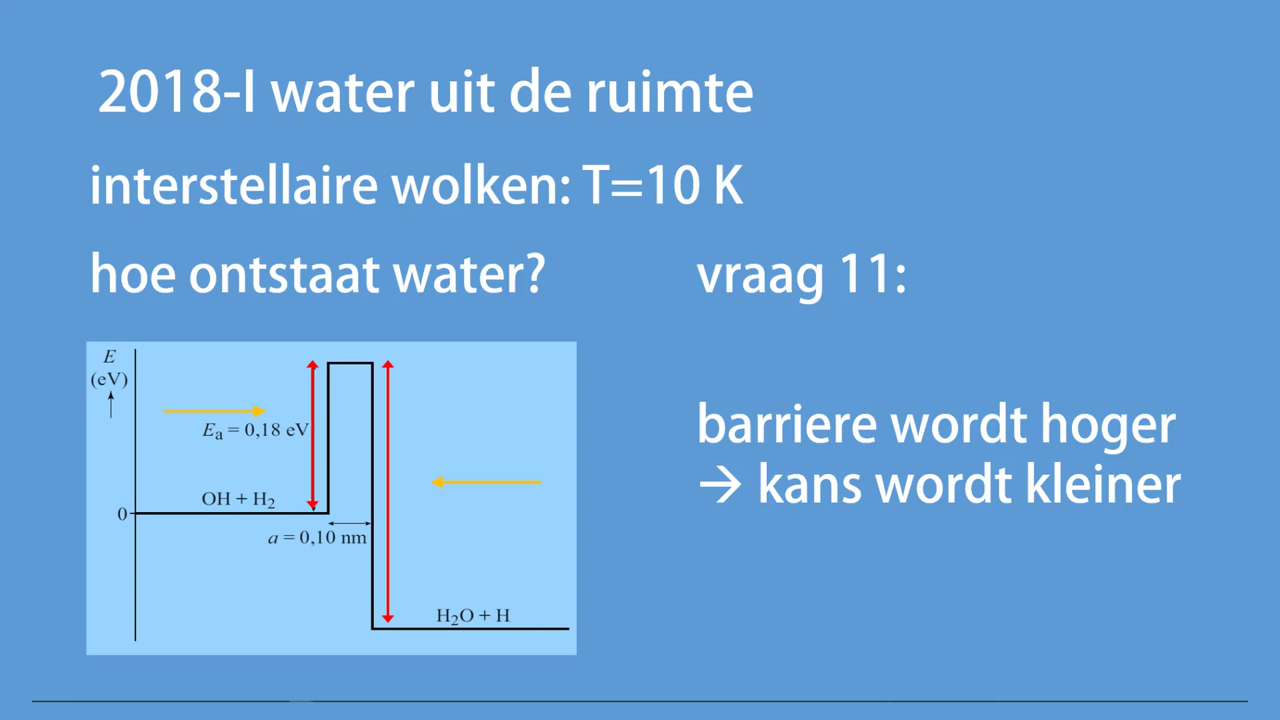 2018-I water uit de ruimte
interstellaire wolken: T=10 K
hoe ontstaat water?
vraag 11:
E
(eV)
Ea = 0,18 eV
OH + H2
0
a = 0,10 nm
H2O + H
barriere wordt hoger
→ kans wordt kleiner